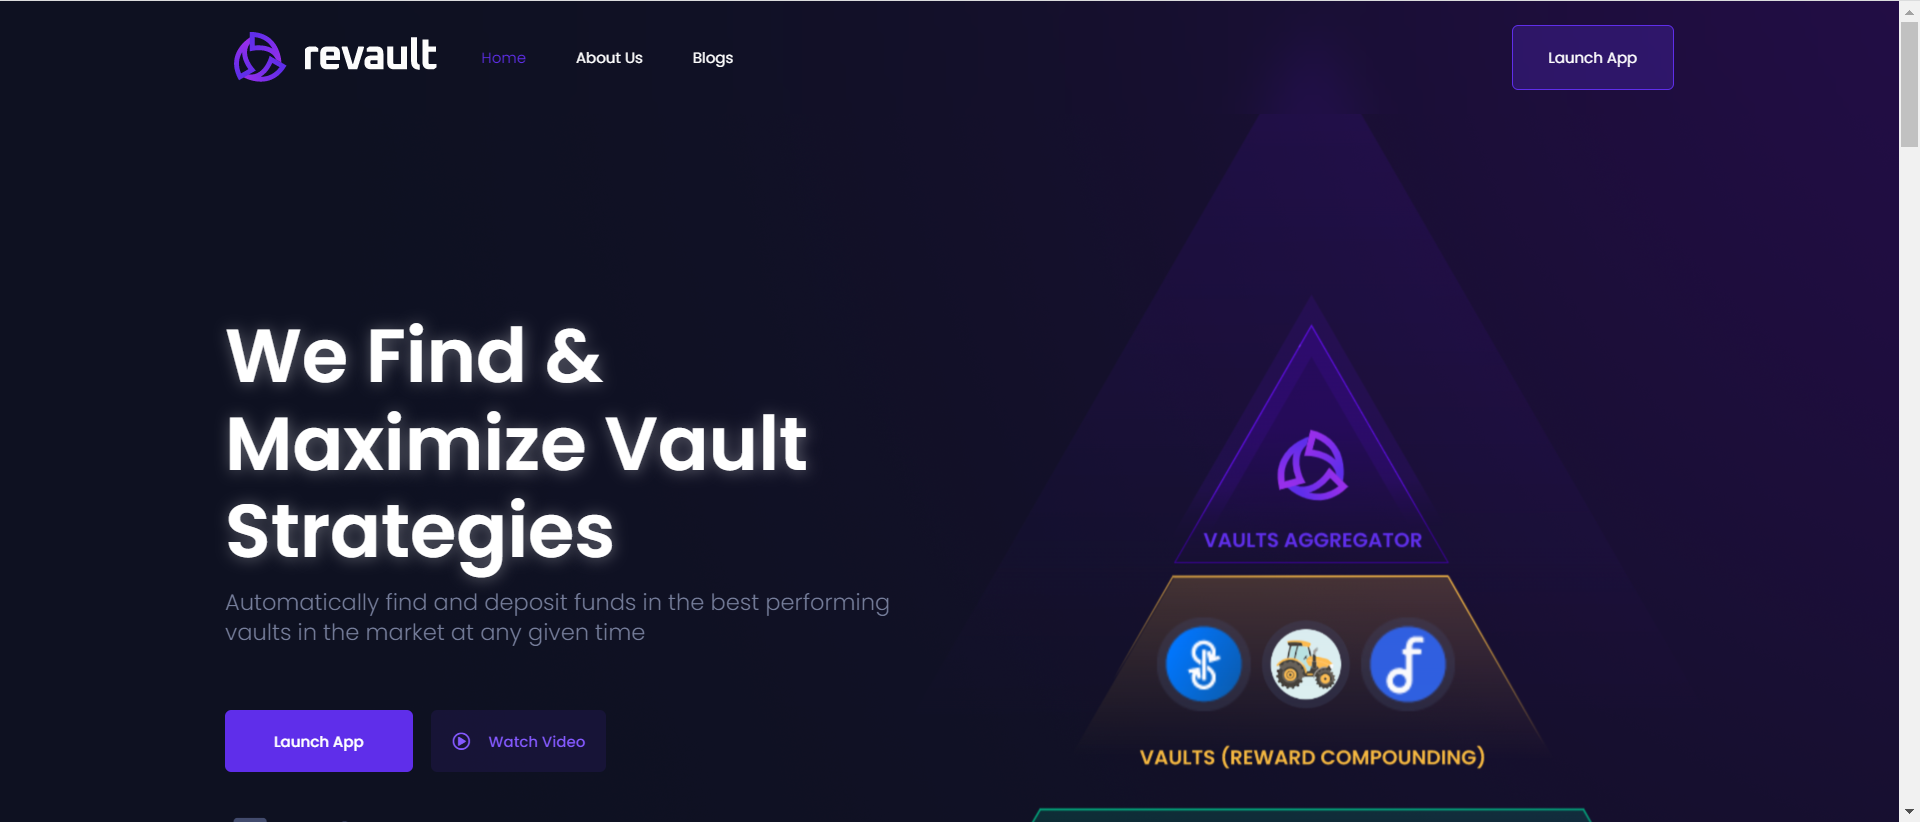 revault
Home
About Us
Blogs
Launch App
We Find &
Maximize Vault
Strategies
Automatically find and deposit funds in the best performing
vaults in the market at any given time
Launch App
Watch Video
VAULTS AGGREGATOR
VAULTS (REWARD COMPOUNDING)